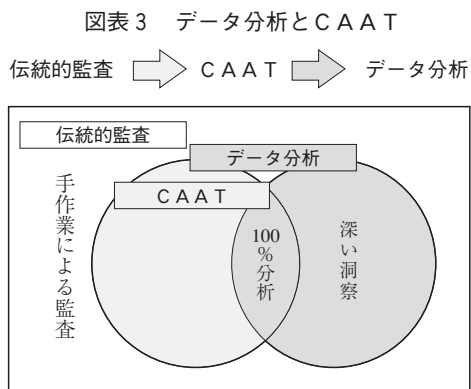 図表3 データ分析とCAAT
伝統的監査 CAAT データ分析
伝統的監査
データ分析
CAAT
手作業による監査
100%分析
深い洞察